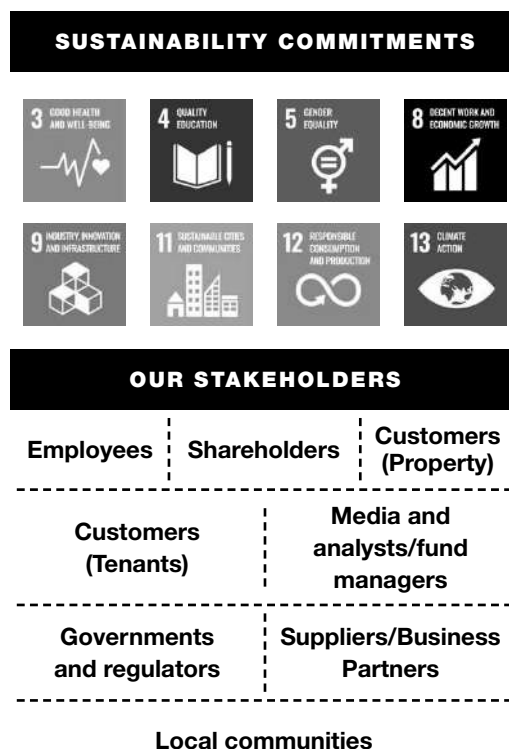 SUSTAINABILITY COMMITMENTS
3 GOOD HEALTH
AND WELL-BEING
4 QUALITY
EDUCATION
5 GENDER
EQUALITY
8 DECENT WORK AND
ECONOMIC GROWTH
9 INDUSTRY, INNOVATION
AND INFRASTRUCTURE
11 SUSTAINABLE CITIES
AND COMMUNITIES
12 RESPONSIBLE
CONSUMPTION
AND PRODUCTION
13 CLIMATE
ACTION
OUR STAKEHOLDERS
Employees
Shareholders
Customers
(Property)
Customers
(Tenants)
Media and
analysts/fund
managers
Governments
and regulators
Suppliers/Business
Partners
Local communities